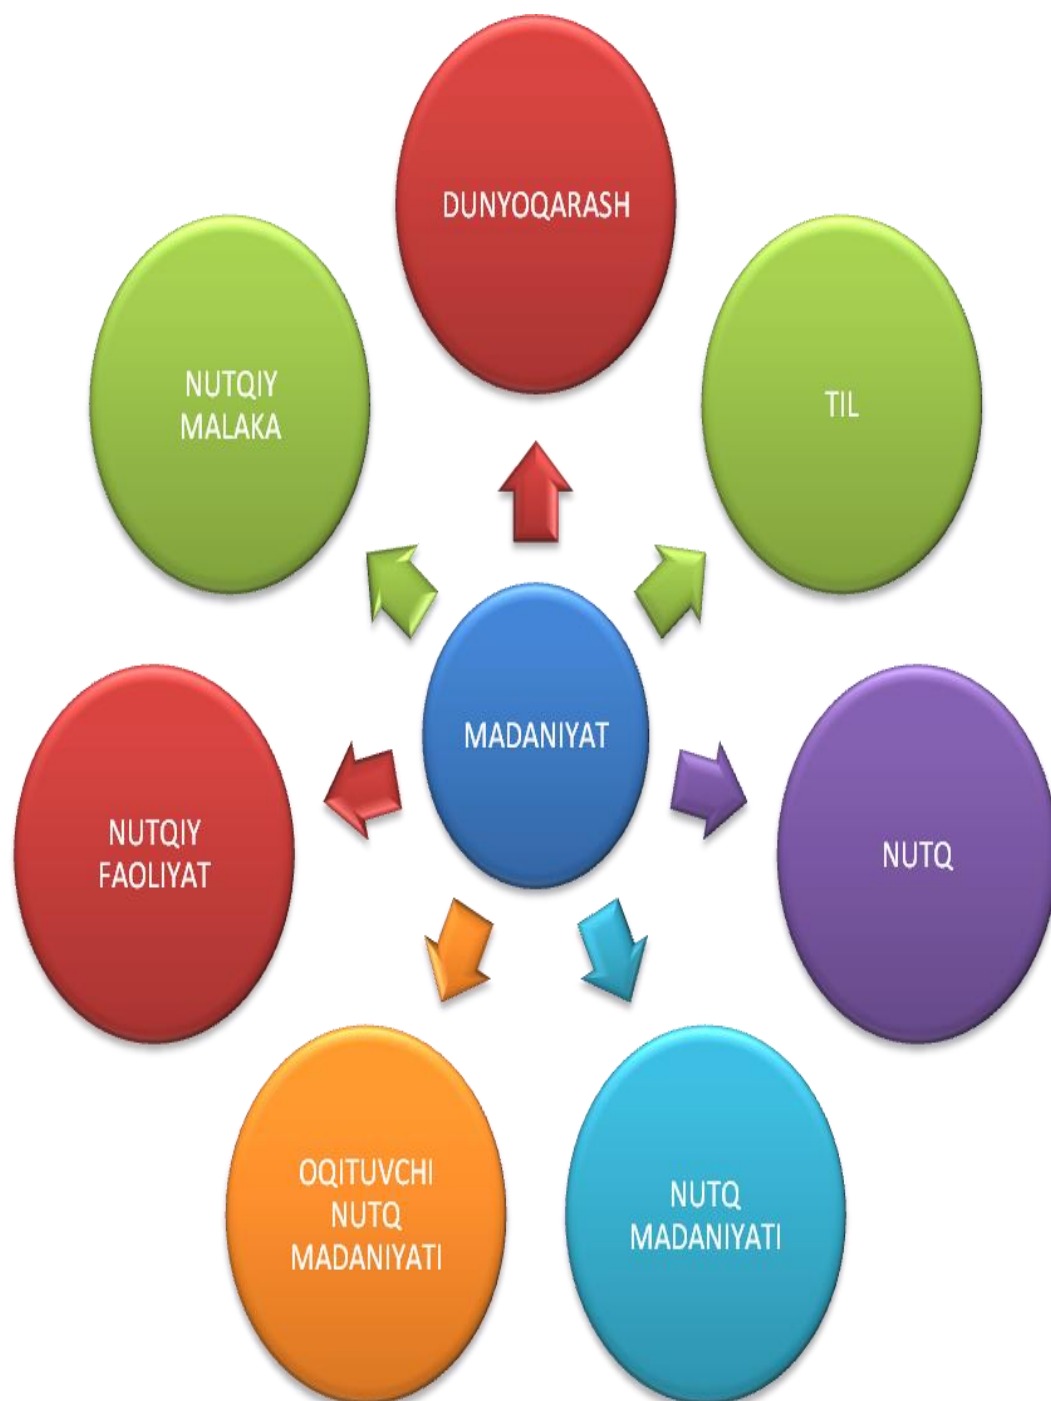 DUNYOQARASH
NUTQIY
MALAKA
TIL
MADANIYAT
NUTQIY
FAOLIYAT
NUTQ
OQITUVCHI
NUTQ
MADANIYATI
NUTQ
MADANIYATI